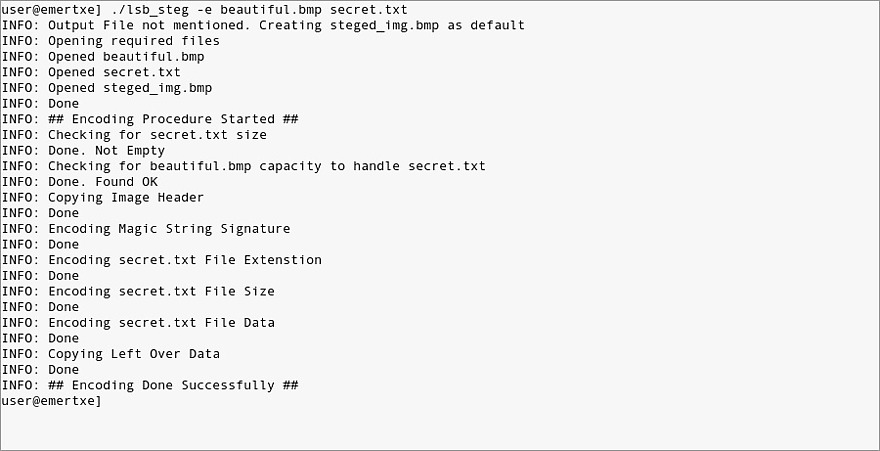 user@emertxe] ./lsb_steg -e beautiful.bmp secret.txt
INFO: Output File not mentioned. Creating steged_img.bmp as default
INFO: Opening required files
INFO: Opened beautiful.bmp
INFO: Opened secret.txt
INFO: Opened steged_img.bmp
INFO: Done
INFO: ## Encoding Procedure Started ##
INFO: Checking for secret.txt size
INFO: Done. Not Empty
INFO: Checking for beautiful.bmp capacity to handle secret.txt
INFO: Done. Found OK
INFO: Copying Image Header
INFO: Done
INFO: Encoding Magic String Signature
INFO: Done
INFO: Encoding secret.txt File Extenstion
INFO: Done
INFO: Encoding secret.txt File Size
INFO: Done
INFO: Encoding secret.txt File Data
INFO: Done
INFO: Copying Left Over Data
INFO: Done
INFO: ## Encoding Done Successfully ##
user@emertxe]